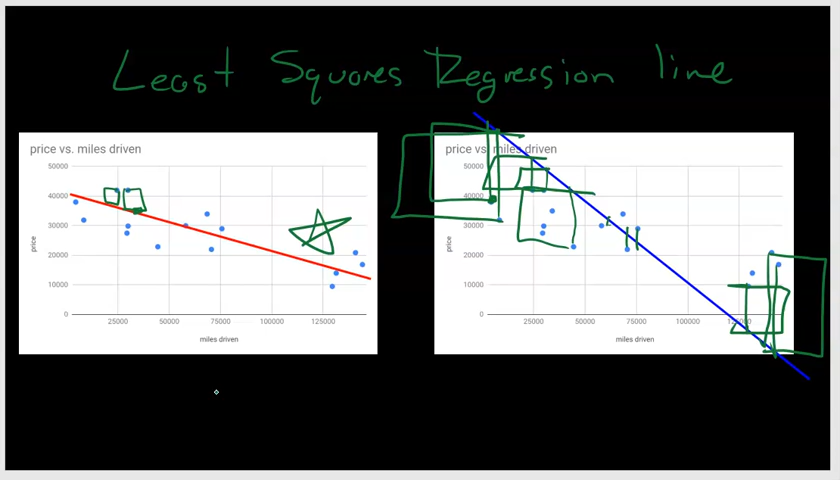 Least Squares Regression line
price vs. miles driven
50000
40000
30000
20000
10000
0
price
25000 50000 75000 100000 125000
miles driven
price vs. miles driven
50000
40000
30000
20000
10000
0
price
25000 50000 75000 100000 125000
miles driven